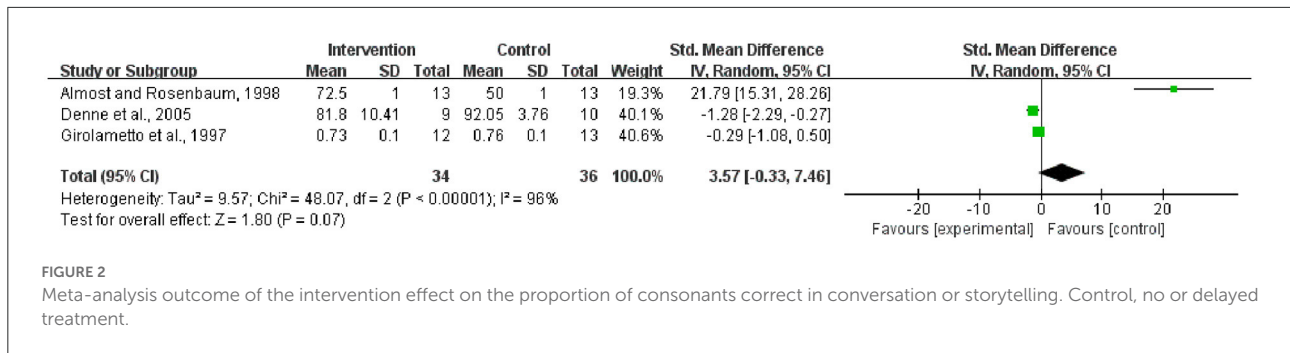 Intervention Control Std. Mean Difference Std. Mean Difference
Study or Subgroup Mean SD Total Mean SD Total Weight IV, Random, 95% CI IV, Random, 95% CI
Almost and Rosenbaum, 1998 72.5 1 13 50 1 13 19.3% 21.79 [15.31, 28.26]
Denne et al., 2005 81.8 10.41 9 92.05 3.76 10 40.1% -1.28 [-2.29, -0.27]
Girolametto et al., 1997 0.73 0.1 12 0.76 0.1 13 40.6% -0.29 [-1.08, 0.50]
Total (95% CI) 34 36 100.0% 3.57 [-0.33, 7.46]
Heterogeneity: Tau² = 9.57; Chi² = 48.07, df = 2 (P < 0.00001); I² = 96%
Test for overall effect: Z = 1.80 (P = 0.07)
-20 -10 0 10 20
Favours [experimental] Favours [control]
FIGURE 2
Meta-analysis outcome of the intervention effect on the proportion of consonants correct in conversation or storytelling. Control, no or delayed
treatment.